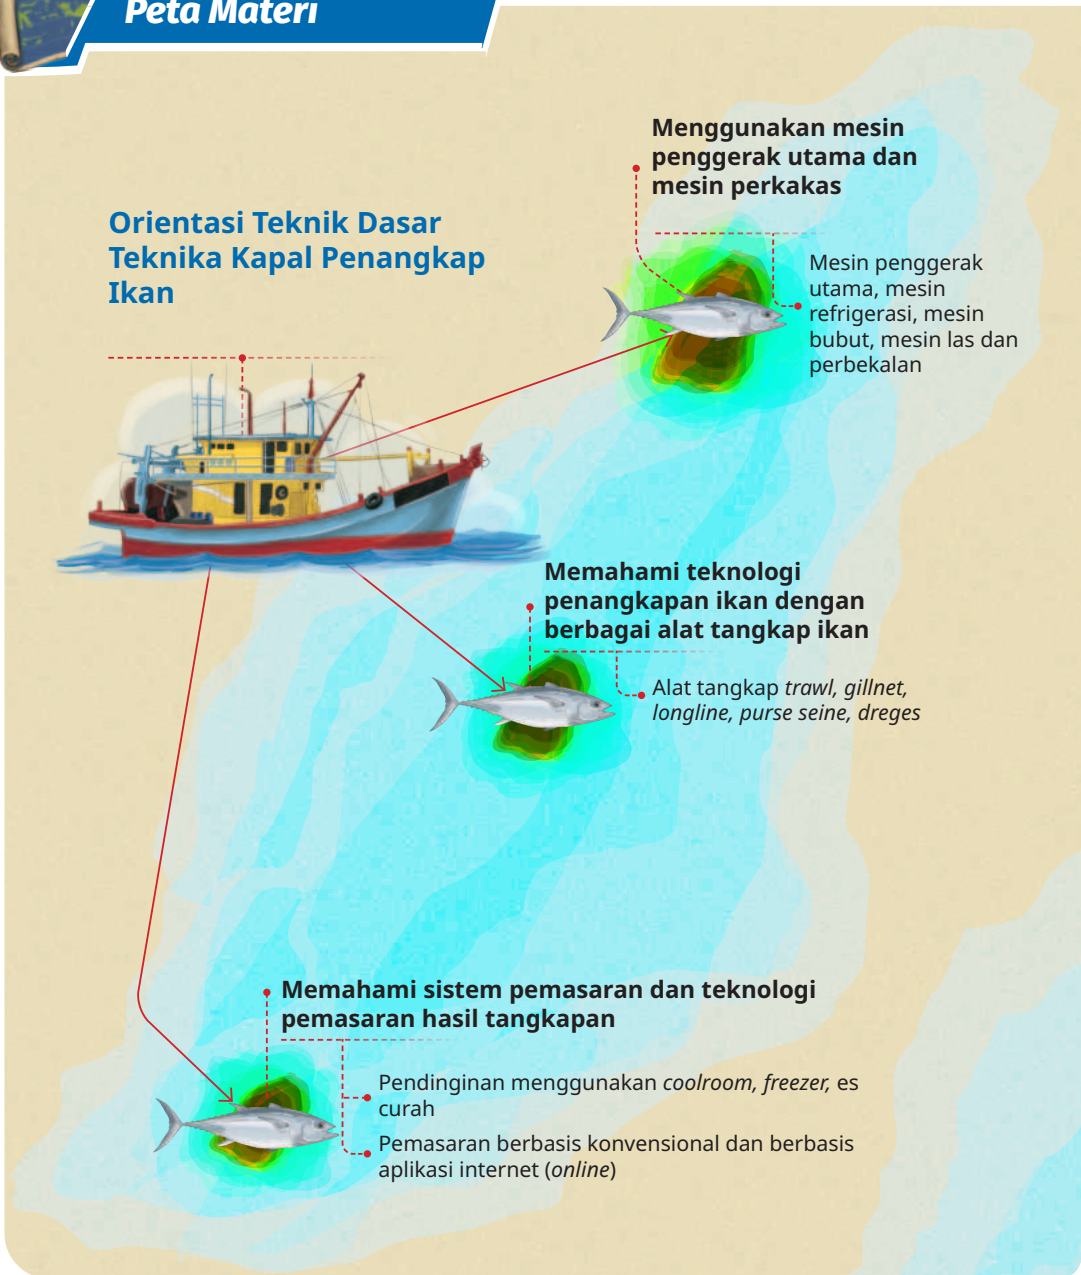 Peta Materi
Orientasi Teknik Dasar
Teknika Kapal Penangkap
Ikan
Menggunakan mesin
penggerak utama dan
mesin perkakas
Mesin penggerak
utama, mesin
refrigerasi, mesin
bubut, mesin las dan
perbekalan
Memahami teknologi
penangkapan ikan dengan
berbagai alat tangkap ikan
Alat tangkap trawl, gillnet,
longline, purse seine, dreges
Memahami sistem pemasaran dan teknologi
pemasaran hasil tangkapan
Pendinginan menggunakan coolroom, freezer, es
curah
Pemasaran berbasis konvensional dan berbasis
aplikasi internet (online)